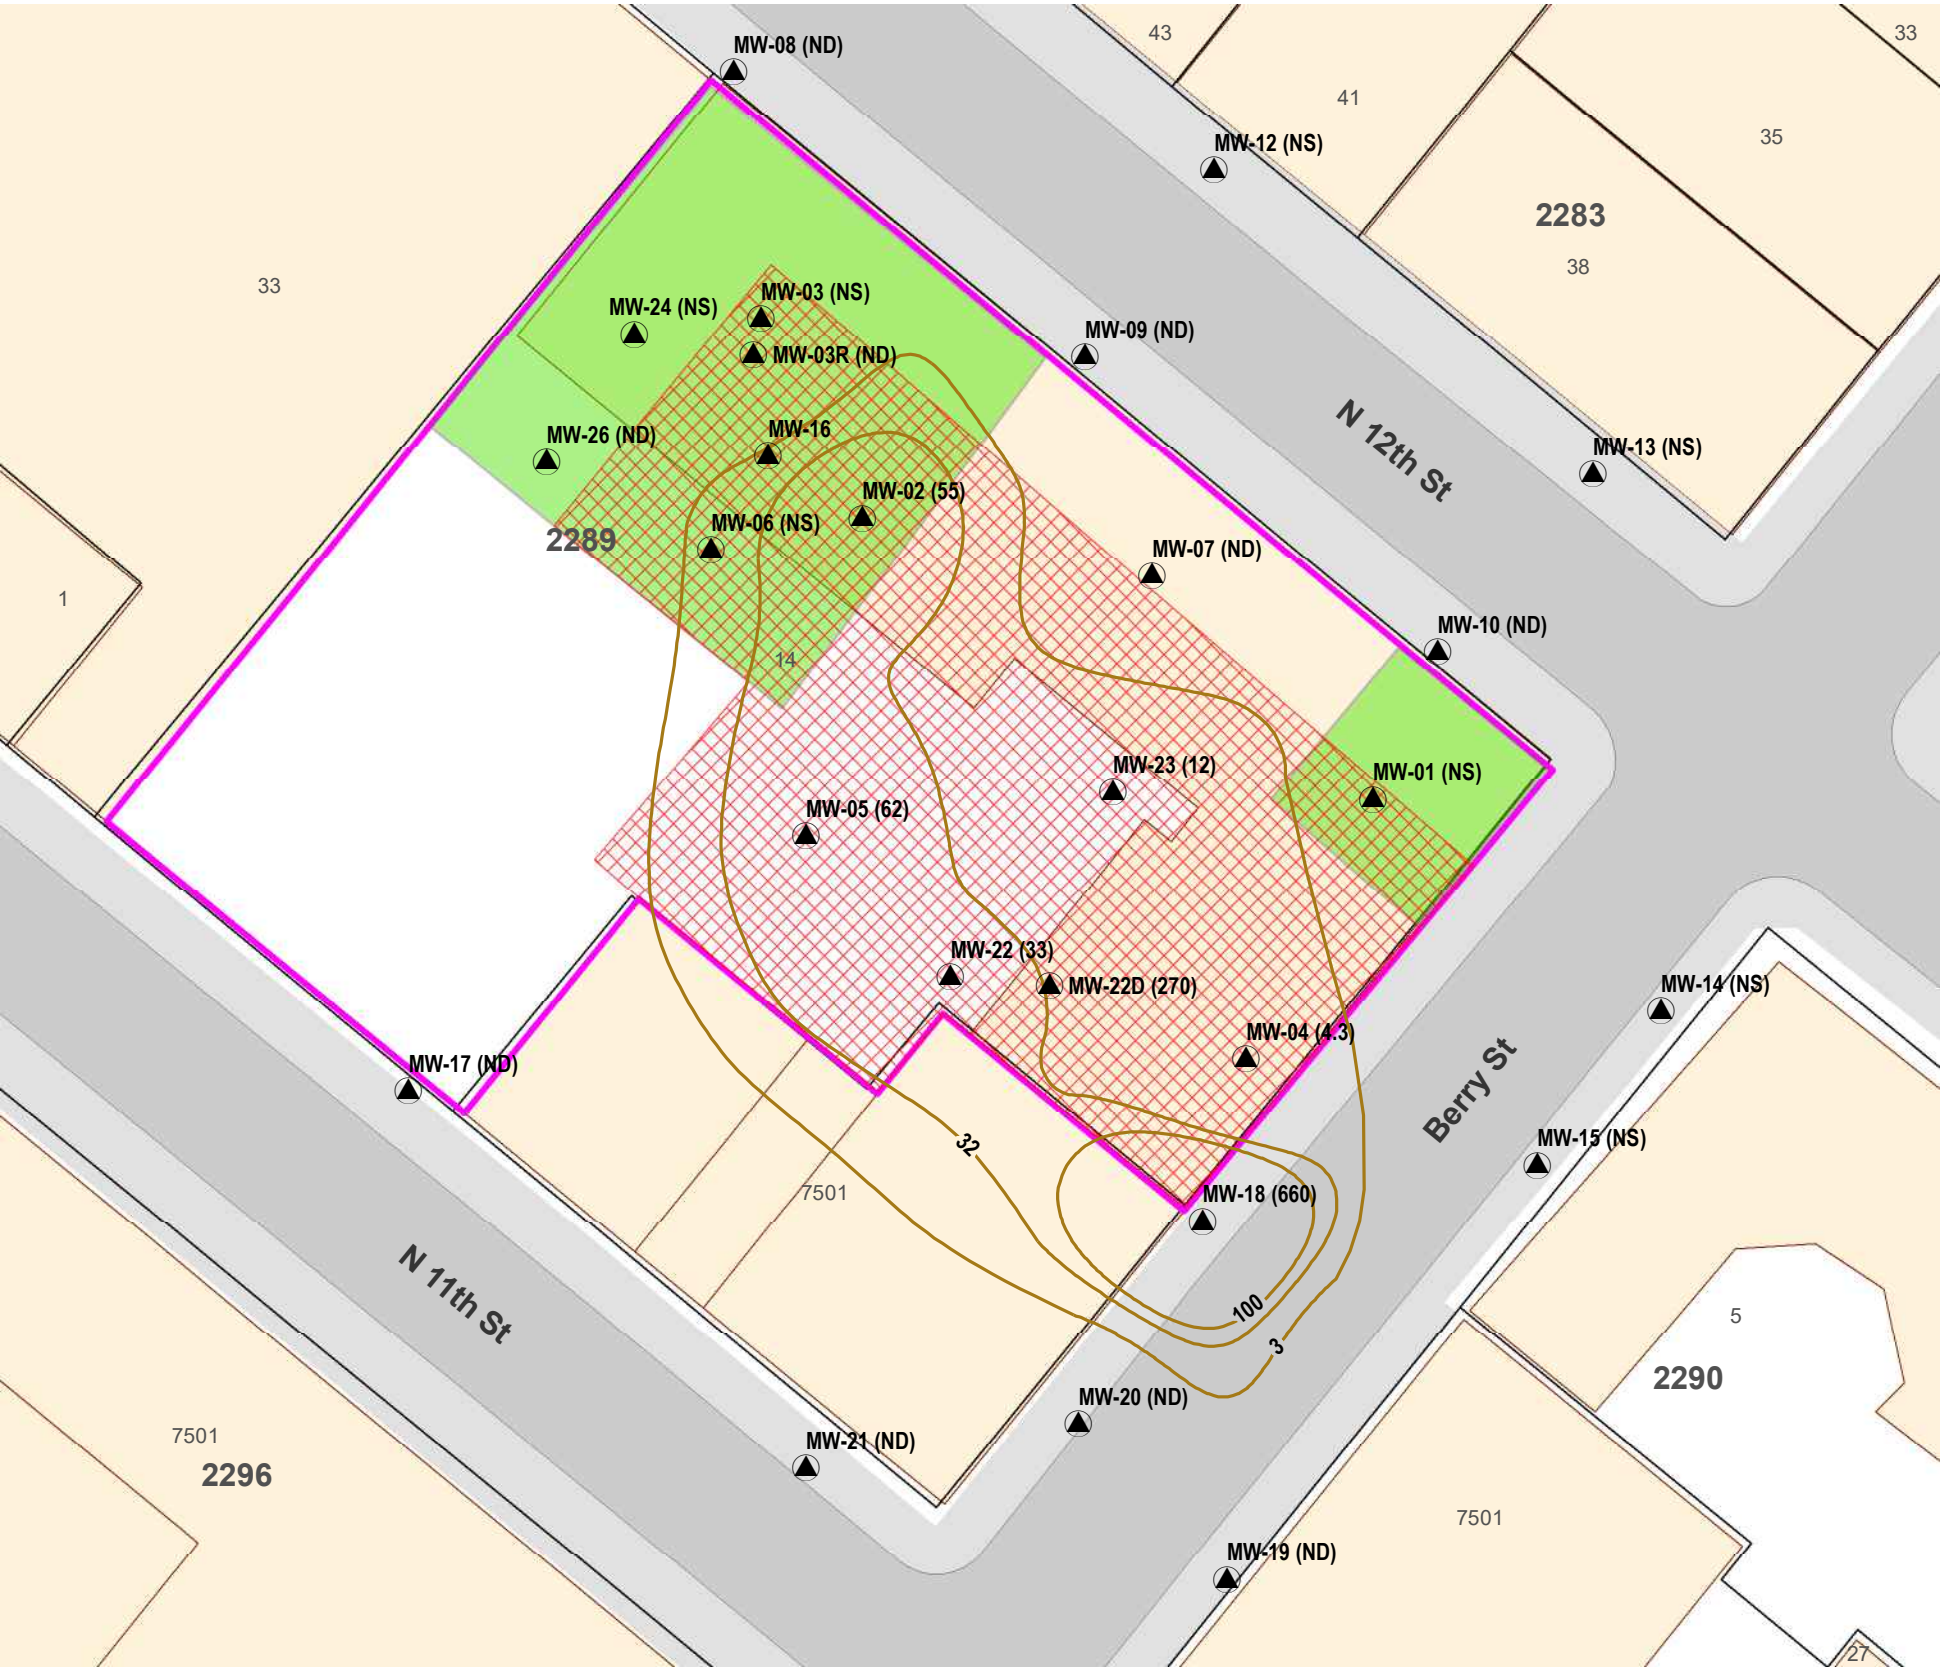 MW-08 (ND)
43
33
41
MW-12 (NS)
35
2283
38
33
MW-03 (NS)
MW-24 (NS)
MW-09 (ND)
MW-03R (ND)
N 12th St
MW-16
MW-26 (ND)
MW-13 (NS)
MW-02 (55)
MW-06 (NS)
2289
MW-07 (ND)
1
MW-10 (ND)
14
MW-23 (12)
MW-01 (NS)
MW-05 (62)
MW-22 (33)
MW-22D (270)
MW-14 (NS)
MW-04 (4.3)
Berry St
MW-17 (ND)
32
MW-15 (NS)
7501
MW-18 (660)
N 11th St
100
5
3
2290
MW-20 (ND)
7501
MW-21 (ND)
2296
7501
MW-19 (ND)
27